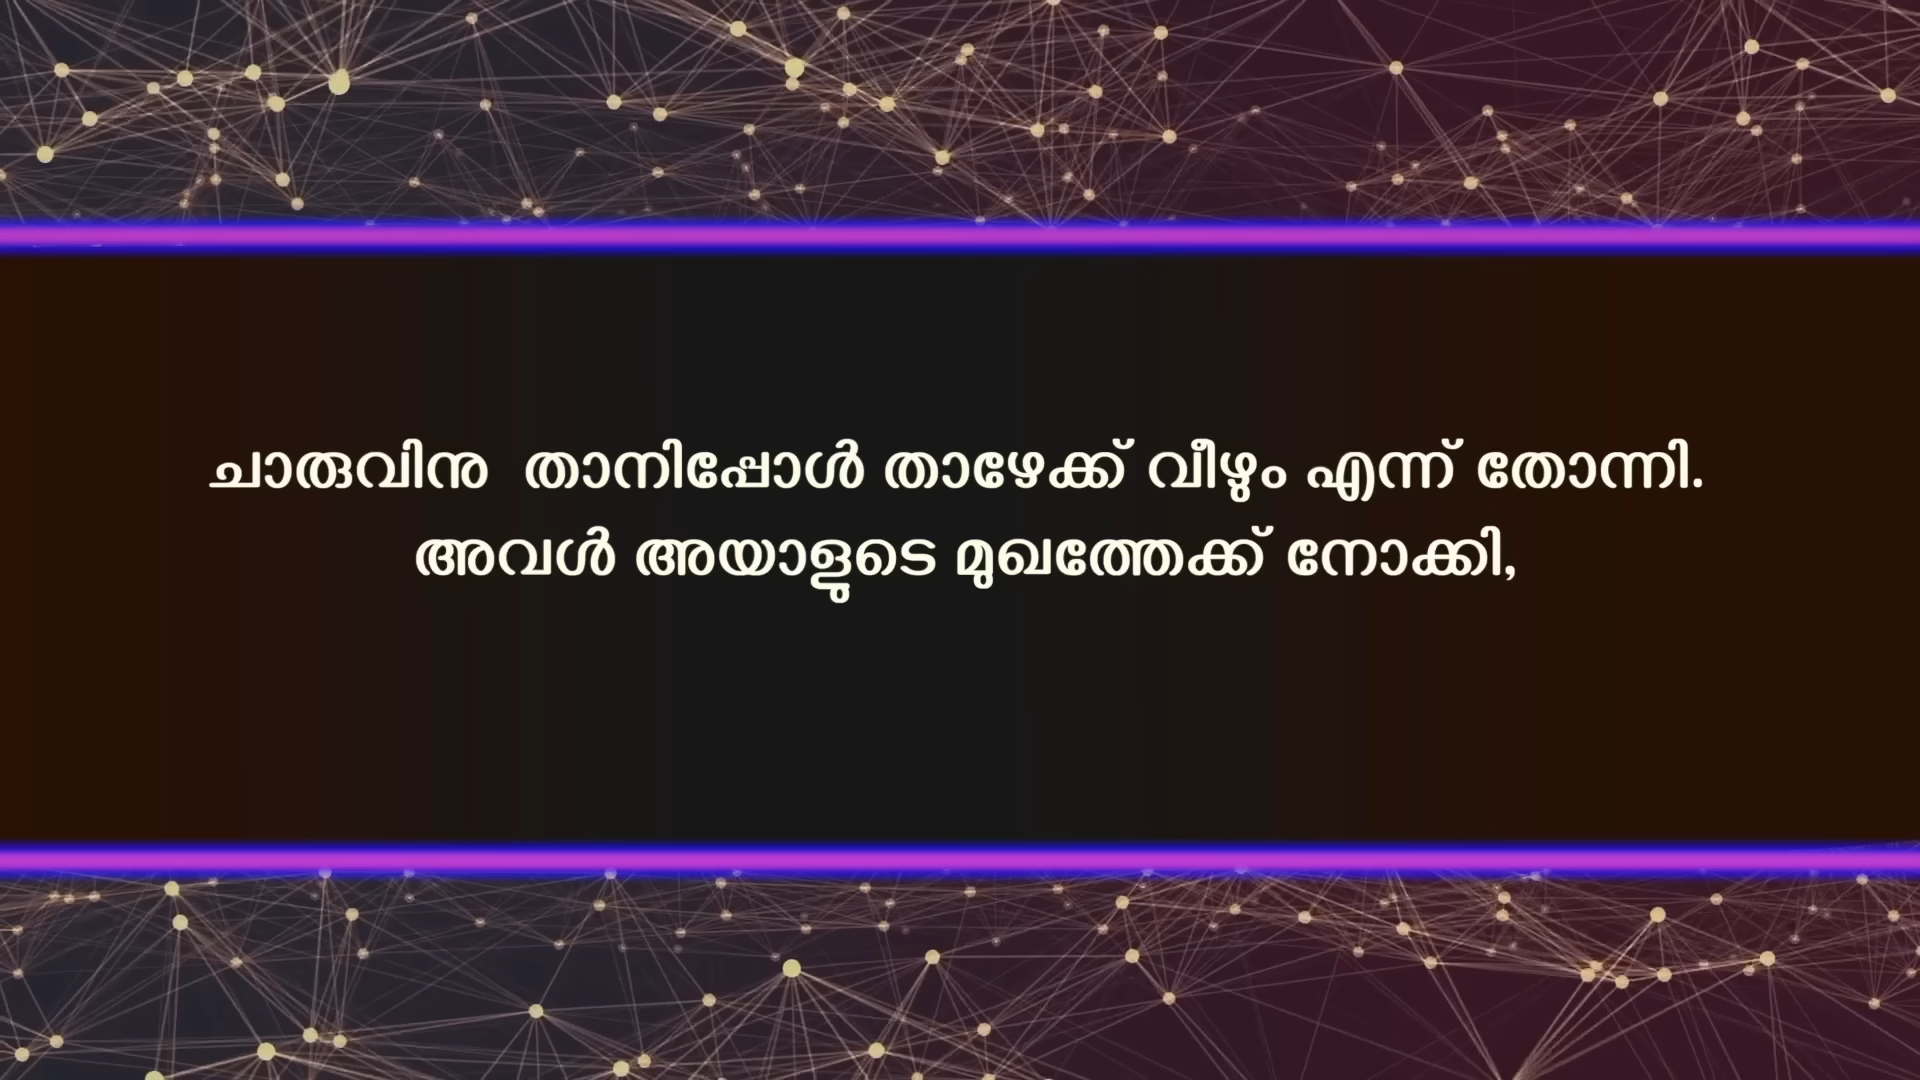 ചാരുവിനു താനിപ്പോൾ താഴേക്ക് വീഴും എന്ന് തോന്നി.
അവൾ അയാളുടെ മുഖത്തേക്ക് നോക്കി,